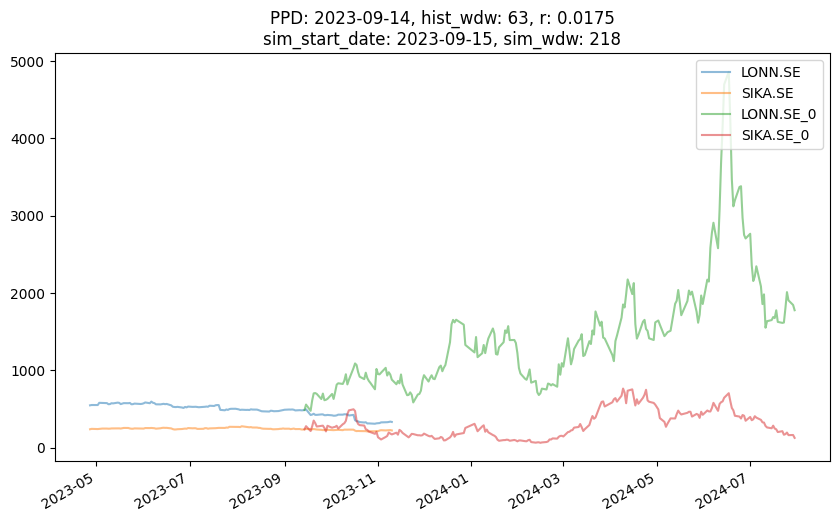 PPD: 2023-09-14, hist_wdw: 63, r: 0.0175
sim_start_date: 2023-09-15, sim_wdw: 218
5000
4000
3000
2000
1000
0
LONN.SE
SIKA.SE
LONN.SE_0
SIKA.SE_0
2023-05
2023-07
2023-09
2023-11
2024-01
2024-03
2024-05
2024-07